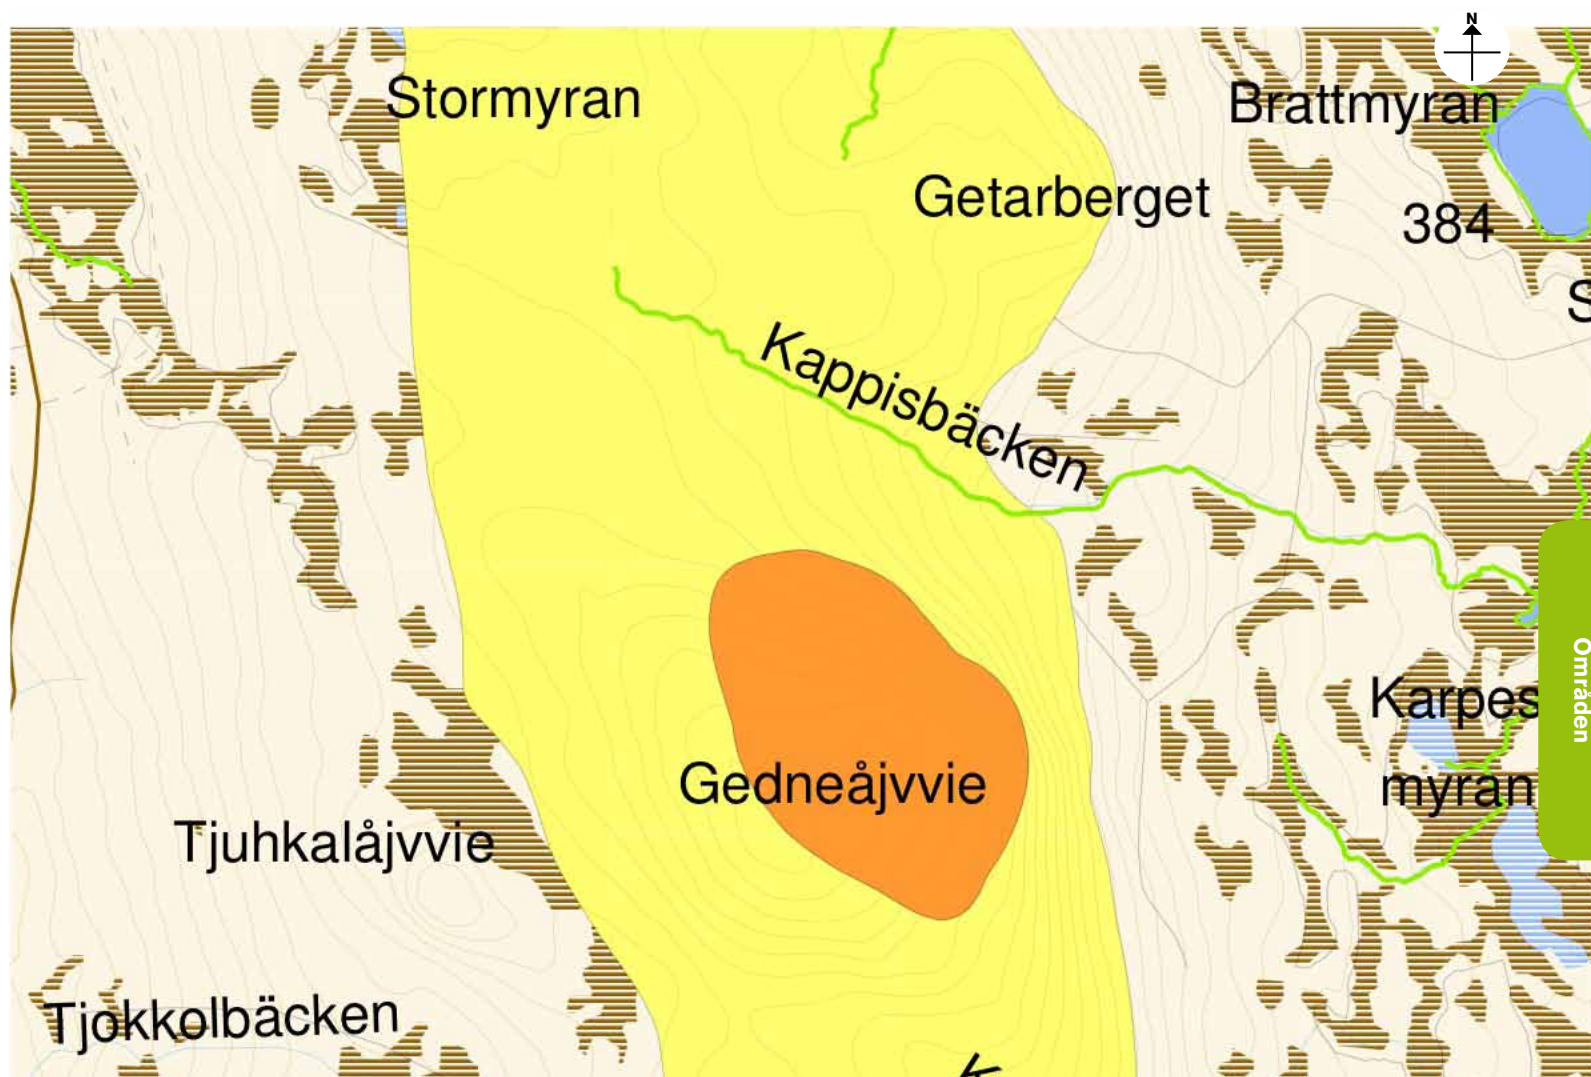 N
Stormyran
Brattmyran
Getarberget
384
S
Kappisbäcken
Områden
Karpes
myran
Gedneåjvvie
Tjuhkalåjvvie
Tjokkolbäcken
K